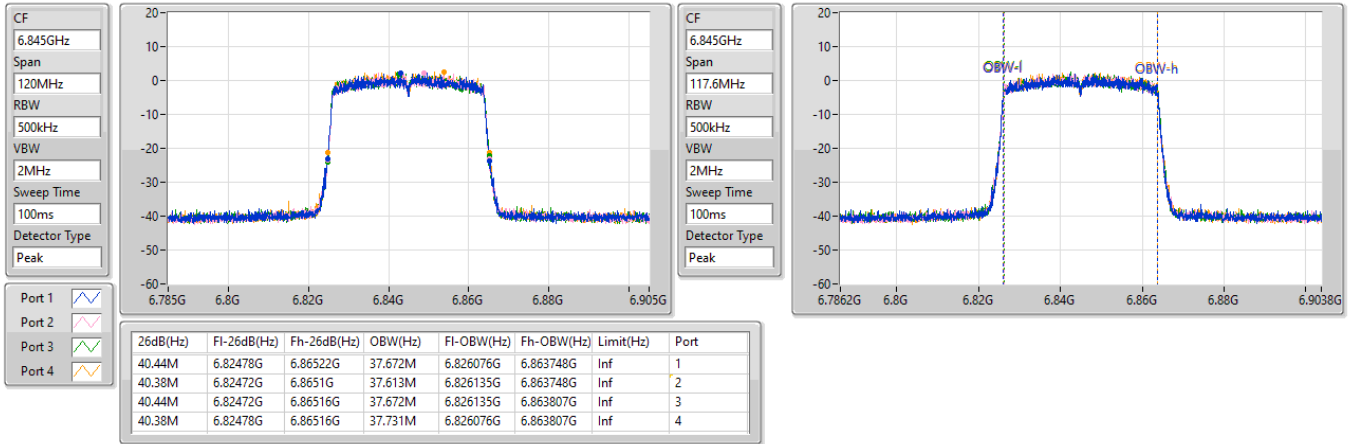 CF
6.845GHz
Span
120MHz
RBW
500kHz
VBW
2MHz
Sweep Time
100ms
Detector Type
Peak
20
10
0
-10
-20
-30
-40
-50
-60
6.785G 6.8G 6.82G 6.84G 6.86G 6.88G 6.905G
CF
6.845GHz
Span
117.6MHz
RBW
500kHz
VBW
2MHz
Sweep Time
100ms
Detector Type
Peak
20
10
0
-10
-20
-30
-40
-50
-60
OBW-l OBW-h
6.7862G 6.8G 6.82G 6.84G 6.86G 6.88G 6.9038G
Port 1
Port 2
Port 3
Port 4
26dB(Hz) Fl-26dB(Hz) Fh-26dB(Hz) OBW(Hz) Fl-OBW(Hz) Fh-OBW(Hz) Limit(Hz) Port
40.44M 6.82478G 6.86522G 37.672M 6.826076G 6.863748G Inf 1
40.38M 6.82472G 6.8651G 37.613M 6.826135G 6.863748G Inf 2
40.44M 6.82472G 6.86516G 37.672M 6.826135G 6.863807G Inf 3
40.38M 6.82478G 6.86516G 37.731M 6.826076G 6.863807G Inf 4